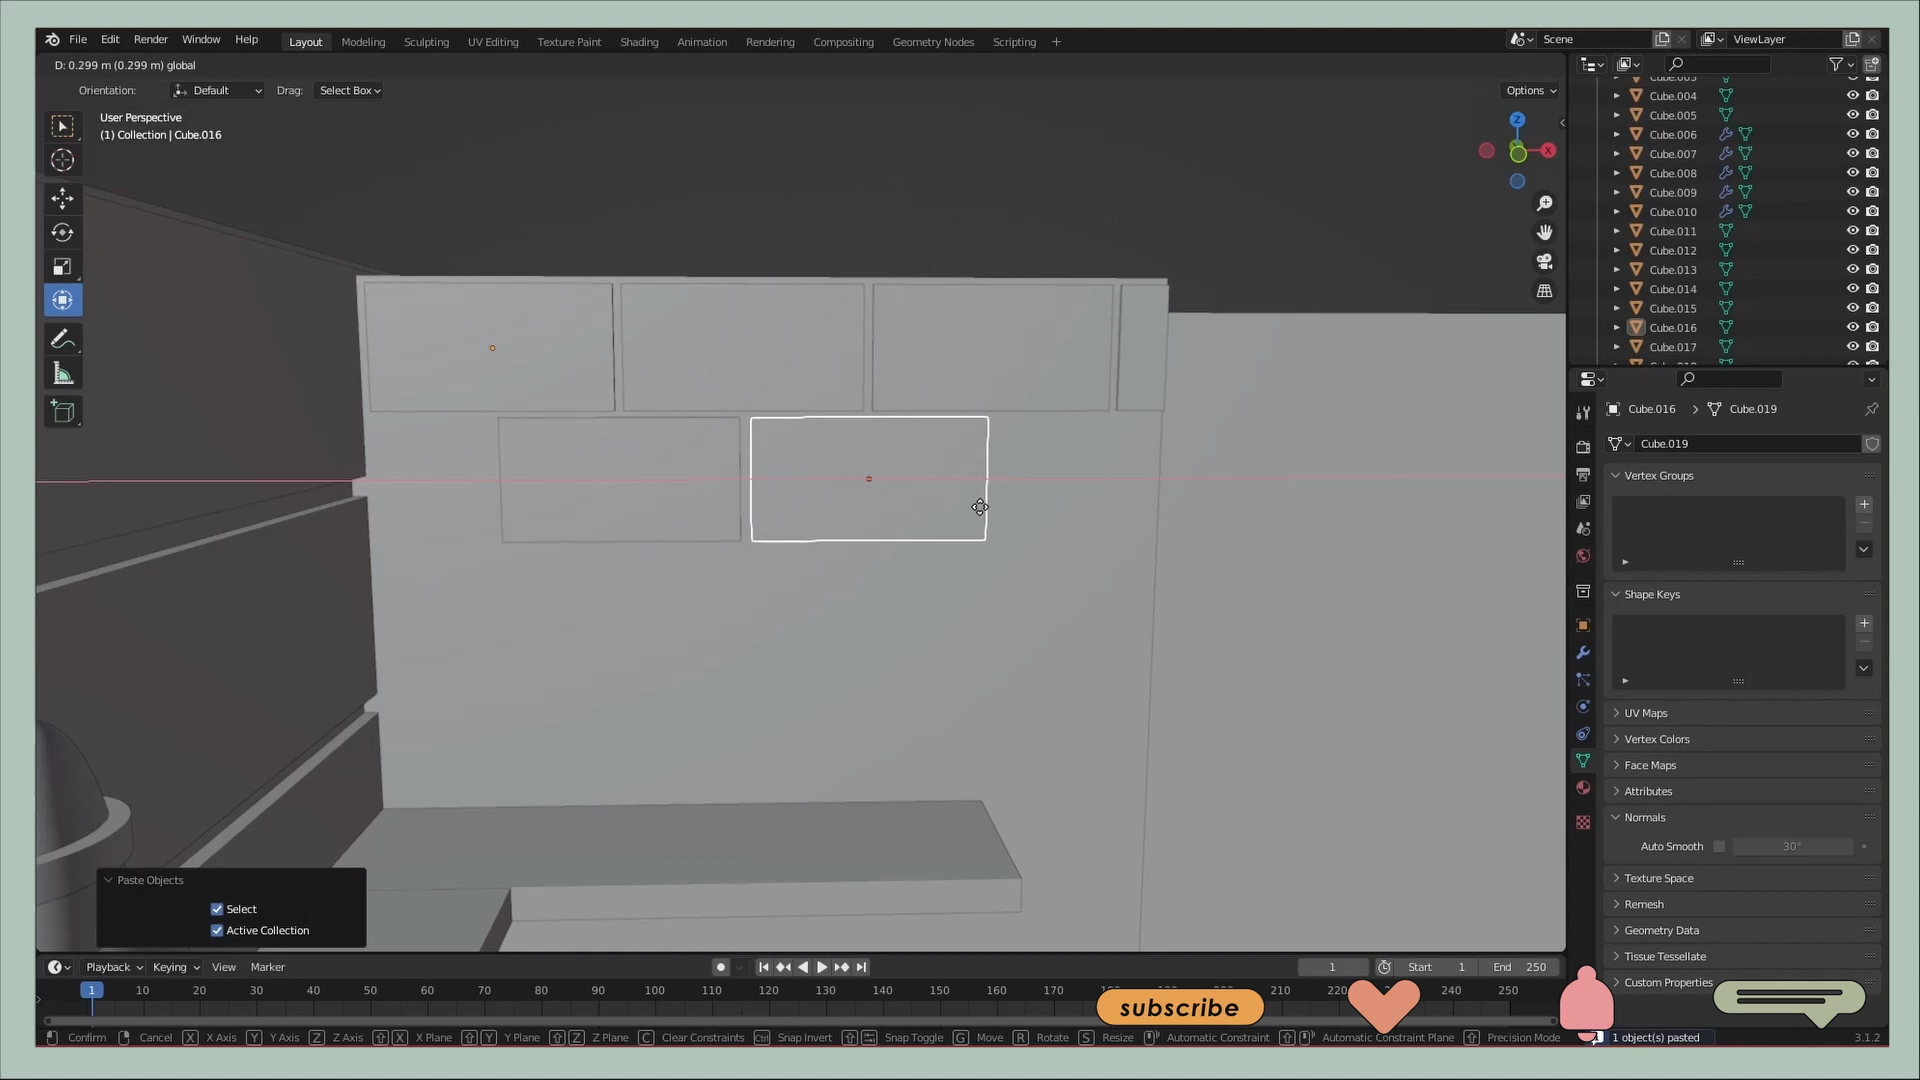 File Edit Render Window Help Layout Modeling Sculpting UV Editing Texture Paint Shading Animation Rendering Compositing Geometry Nodes Scripting + Scene ViewLayer
D: 0.299 m (0.299 m) global
Orientation: Default Drag: Select Box Options
User Perspective
(1) Collection | Cube.016
Z
X
Cube.004
Cube.005
Cube.006
Cube.007
Cube.008
Cube.009
Cube.010
Cube.011
Cube.012
Cube.013
Cube.014
Cube.015
Cube.016
Cube.017
Cube.016 > Cube.019
Cube.019
Vertex Groups
Shape Keys
UV Maps
Vertex Colors
Face Maps
Attributes
Normals
Auto Smooth 30°
Texture Space
Remesh
Geometry Data
Tissue Tessellate
Custom Properties
Paste Objects
Select
Active Collection
Playback Keying View Marker 1 Start 1 End 250
1 10 20 30 40 50 60 70 80 90 100 110 120 130 140 150 160 170 180 190 200 210 220 230 240 250
subscribe
Confirm Cancel X X Axis Y Y Axis Z Z Axis X X Plane Y Y Plane Z Z Plane C Clear Constraints Ctrl Snap Invert Snap Toggle G Move R Rotate S Resize Automatic Constraint Automatic Constraint Plane Precision Mode 1 object(s) pasted 3.1.2